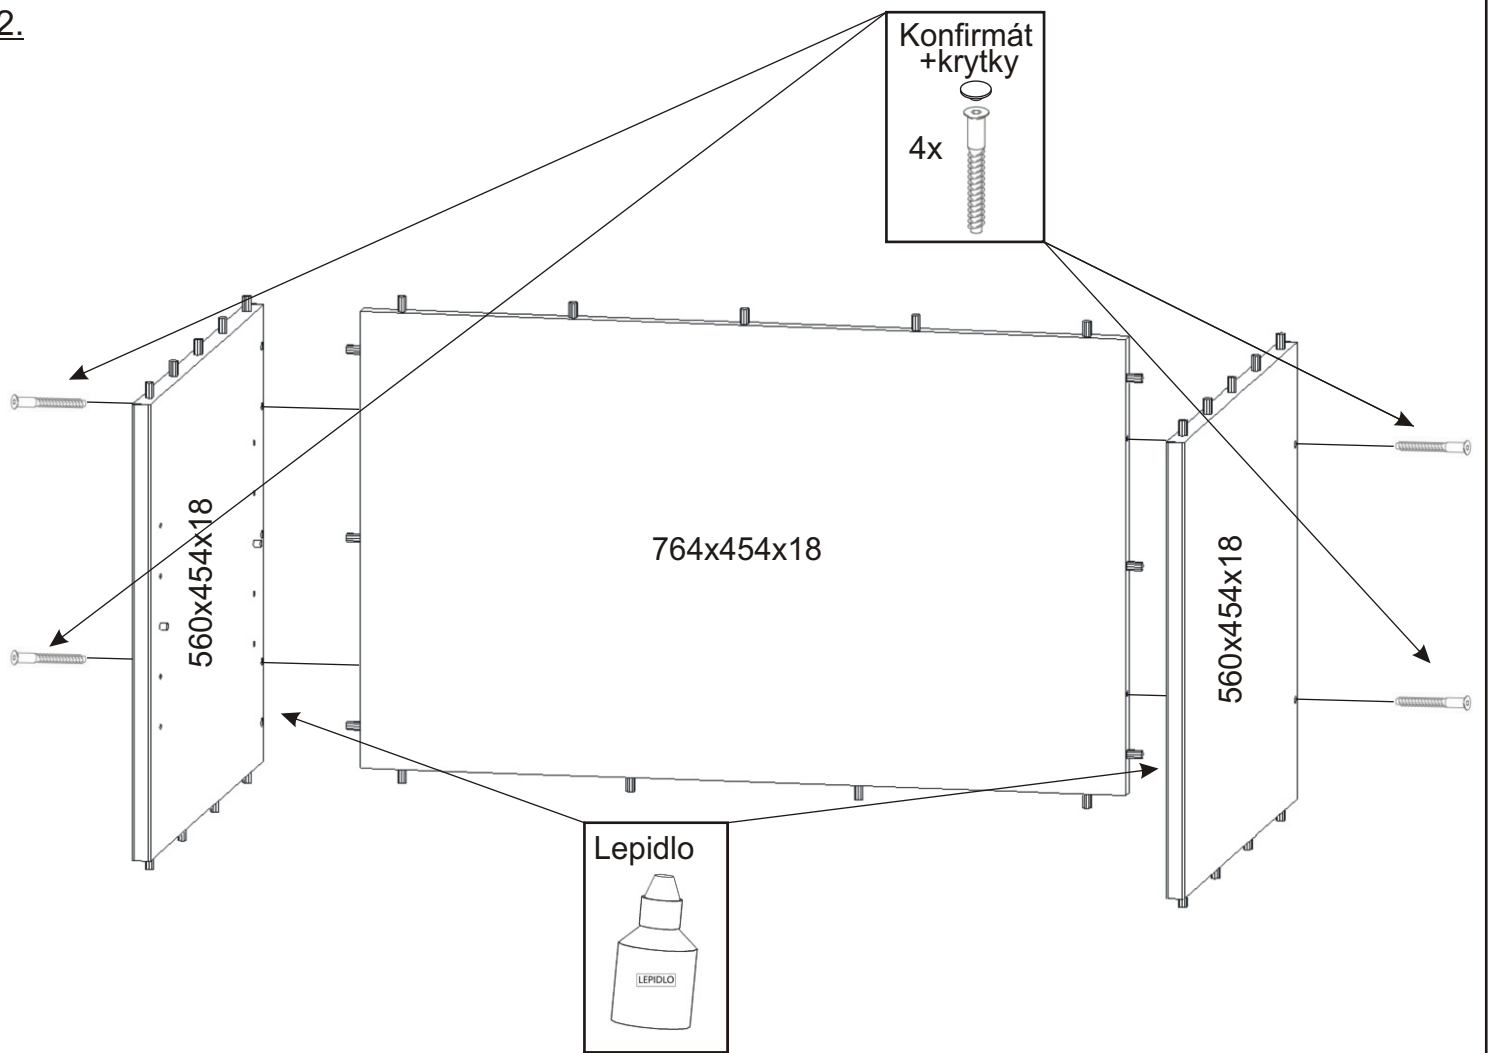 2.
Konfirmát
+krytky
4x
560x454x18
764x454x18
560x454x18
Lepidlo
LEPIDLO